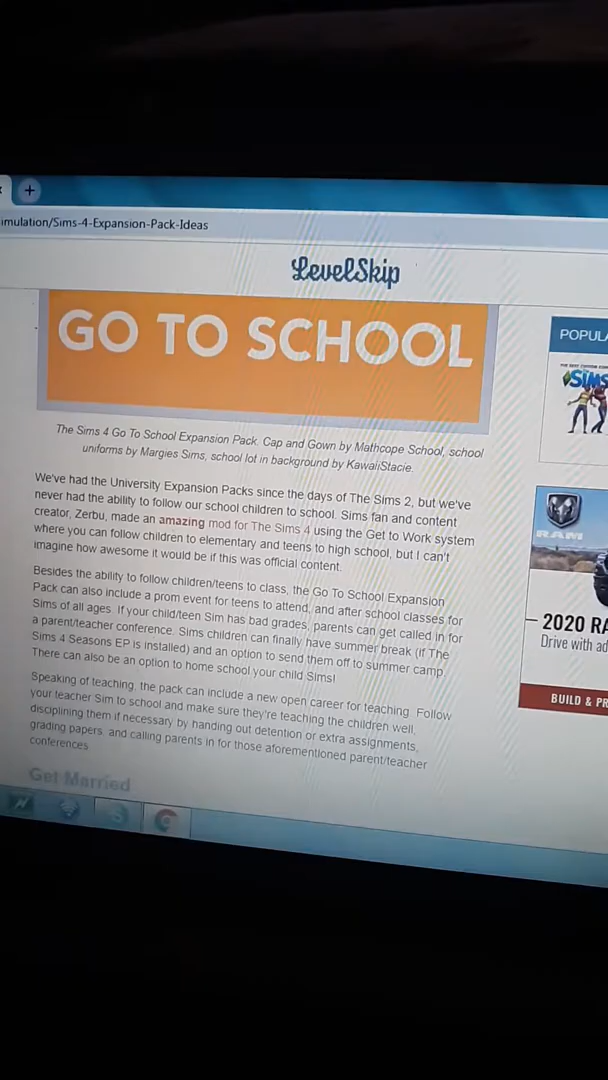 +
imulation/Sims-4-Expansion-Pack-Ideas
LevelSkip
GO TO SCHOOL
The Sims 4 Go To School Expansion Pack. Cap and Gown by Mathcope School, school
uniforms by Margies Sims, school lot in background by KawaiiStacie.
We've had the University Expansion Packs since the days of The Sims 2, but we've
never had the ability to follow our school children to school. Sims fan and content
creator, Zerbu, made an amazing mod for The Sims 4 using the Get to Work system
where you can follow children to elementary and teens to high school, but I can't
imagine how awesome it would be if this was official content.
Besides the ability to follow children/teens to class, the Go To School Expansion
Pack can also include a prom event for teens to attend, and after school classes for
Sims of all ages. If your child/teen Sim has bad grades, parents can get called in for
a parent/teacher conference. Sims children can finally have summer break (if The
Sims 4 Seasons EP is installed) and an option to send them off to summer camp.
There can also be an option to home school your child Sims!
Speaking of teaching, the pack can include a new open career for teaching. Follow
your teacher Sim to school and make sure they're teaching the children well,
disciplining them if necessary by handing out detention or extra assignments,
grading papers, and calling parents in for those aforementioned parent/teacher
conferences.
Get Married
POPULA
SIMS
RAM
2020 RA
Drive with ad
BUILD & PR